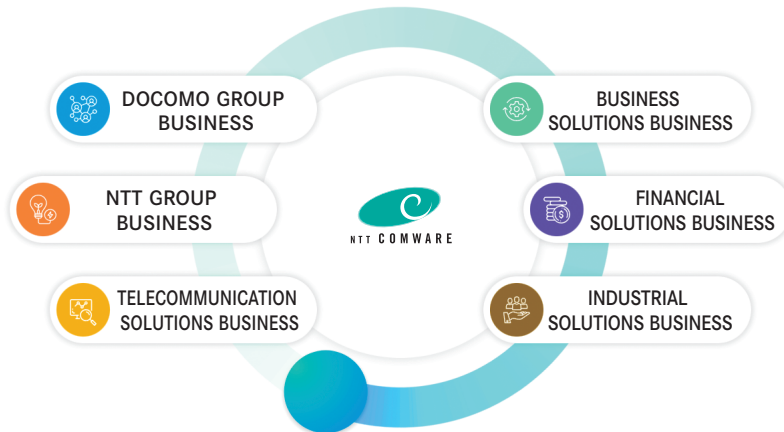 DOCOMO GROUP
BUSINESS
NTT GROUP
BUSINESS
TELECOMMUNICATION
SOLUTIONS BUSINESS
NTT COMWARE
BUSINESS
SOLUTIONS BUSINESS
FINANCIAL
SOLUTIONS BUSINESS
INDUSTRIAL
SOLUTIONS BUSINESS